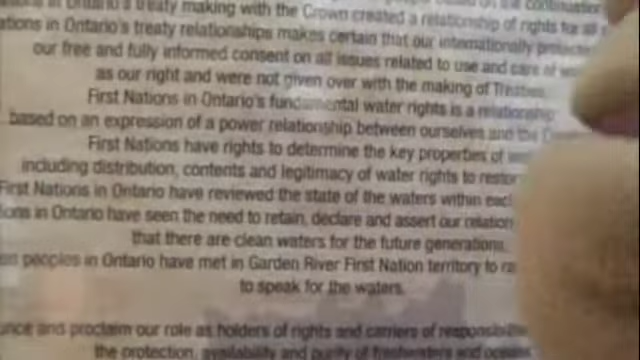 in Ontario's treaty making with the Crown created a relationship of rights for all
ations in Ontario's treaty relationships makes certain that our internationally
our free and fully informed consent on all issues related to use and care of
as our right and were not given over with the making of Treaties.
First Nations in Ontario's fundamental water rights is a relationship
based on an expression of a power relationship between ourselves and the
First Nations have rights to determine the key properties of
including distribution, contents and legitimacy of water rights to
First Nations in Ontario have reviewed the state of the waters within
ions in Ontario have seen the need to retain, declare and assert our relation
that there are clean waters for the future generations.
peoples in Ontario have met in Garden River First Nation territory to
to speak for the waters.
unce and proclaim our role as holders of rights and carriers of
the protection, availability and purity of freshwaters and